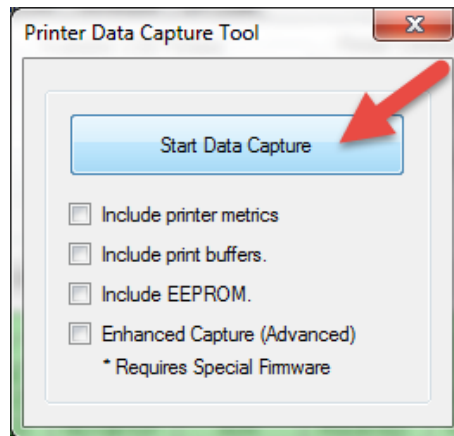 Printer Data Capture Tool
Start Data Capture
Include printer metrics
Include print buffers.
Include EEPROM.
Enhanced Capture (Advanced)
* Requires Special Firmware